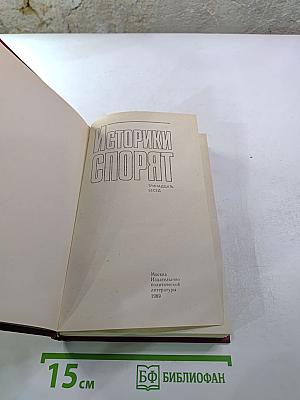 ИСТОРИКИ
СПОРЯТ
ТРИНАДЦАТЬ
БЕСЕД
Москва
Издательство
политической
литературы
1989
15 см
БФ БИБЛИОФАН